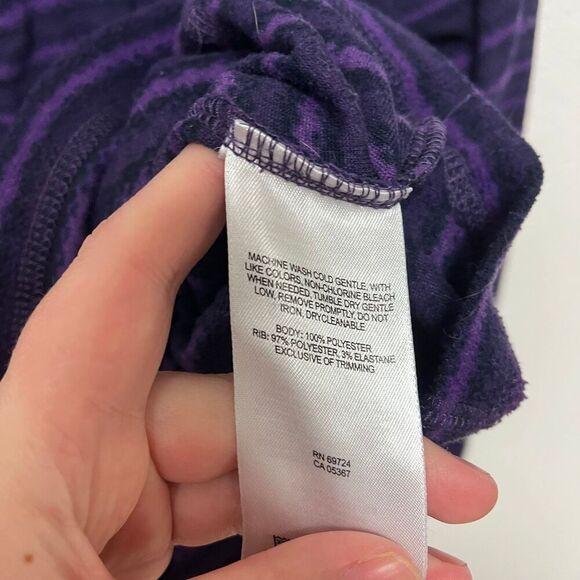 MACHINE WASH COLD GENTLE, WITH
LIKE COLORS, NON-CHLORINE BLEACH
WHEN NEEDED, TUMBLE DRY GENTLE
LOW, REMOVE PROMPTLY, DO NOT
IRON, DRYCLEANABLE
BODY: 100% POLYESTER
RIB: 97% POLYESTER, 3% ELASTANE
EXCLUSIVE OF TRIMMING
RN 69724
CA 05367